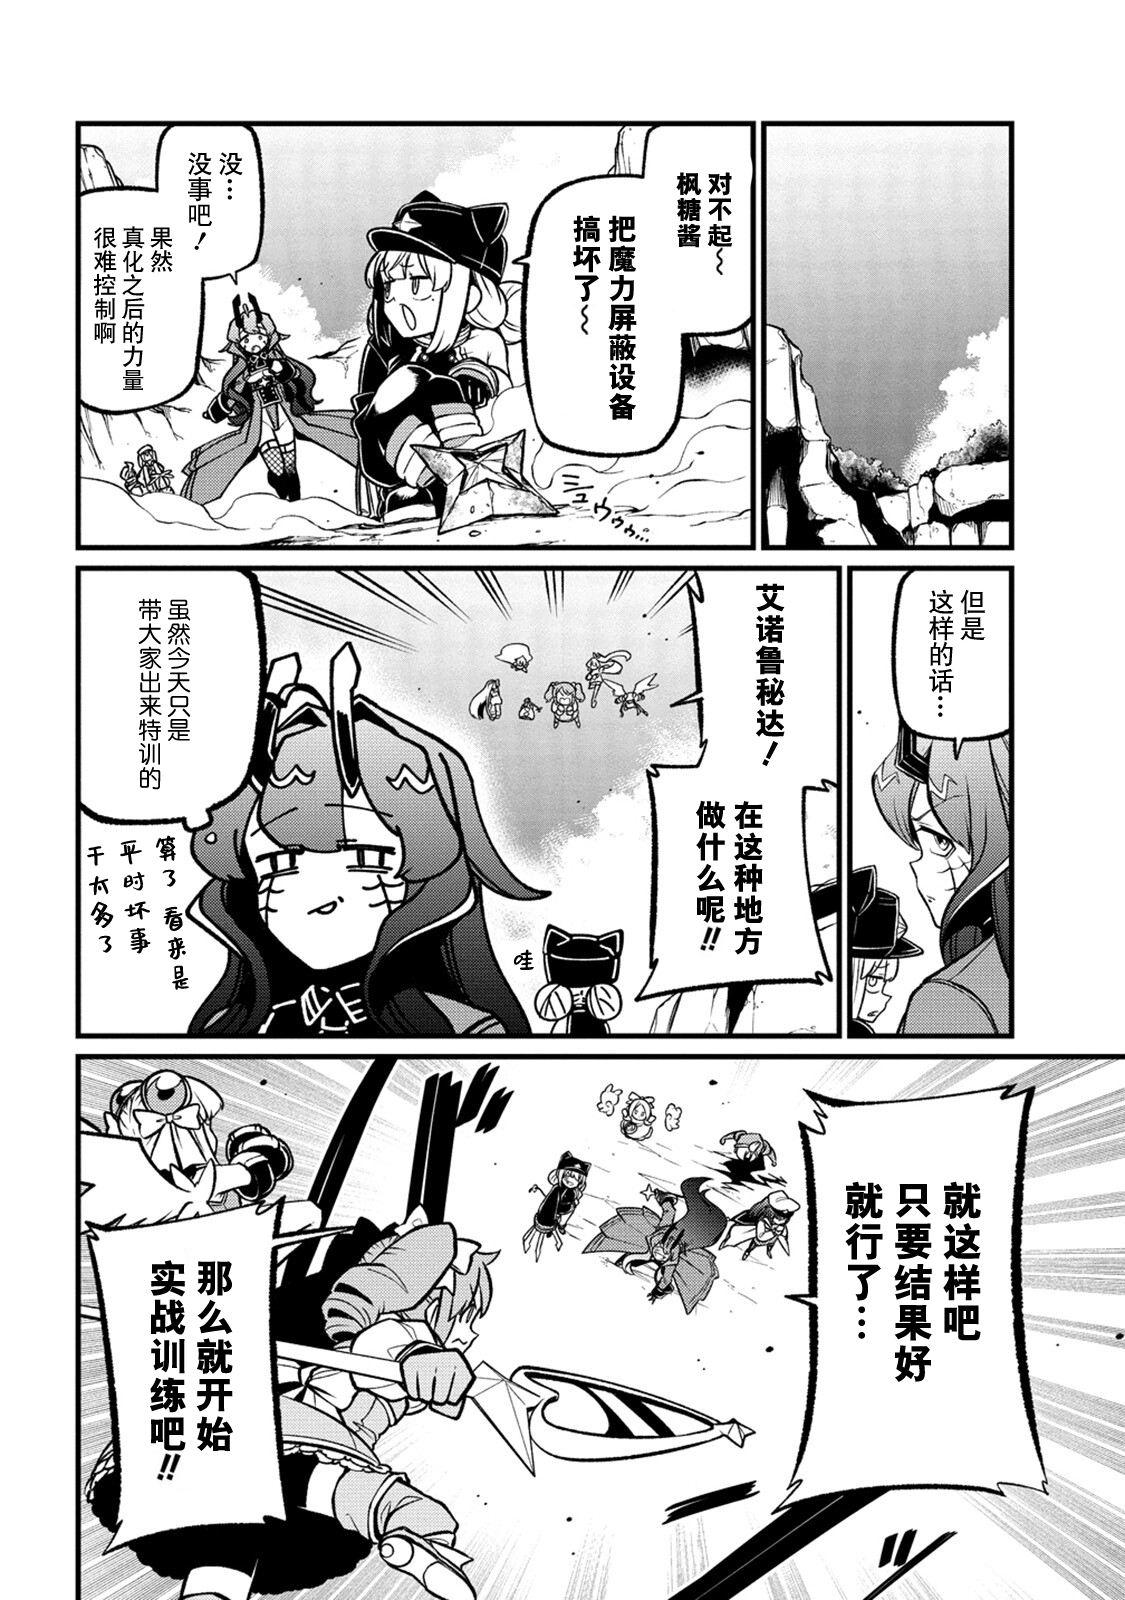 对不起～
枫糖酱
把魔力屏蔽设备
搞坏了～
没…
没事吧！
果然
真化之后的力量
很难控制啊
ミュウゥゥ…
但是
这样的话…
艾诺鲁秘达！
在这种地方
做什么呢!!
哇
虽然今天只是
带大家出来特训的
算了 看来是
平时坏事
干太多了
就这样吧
只要结果好
就行了…
那么就开始
实战训练吧!!